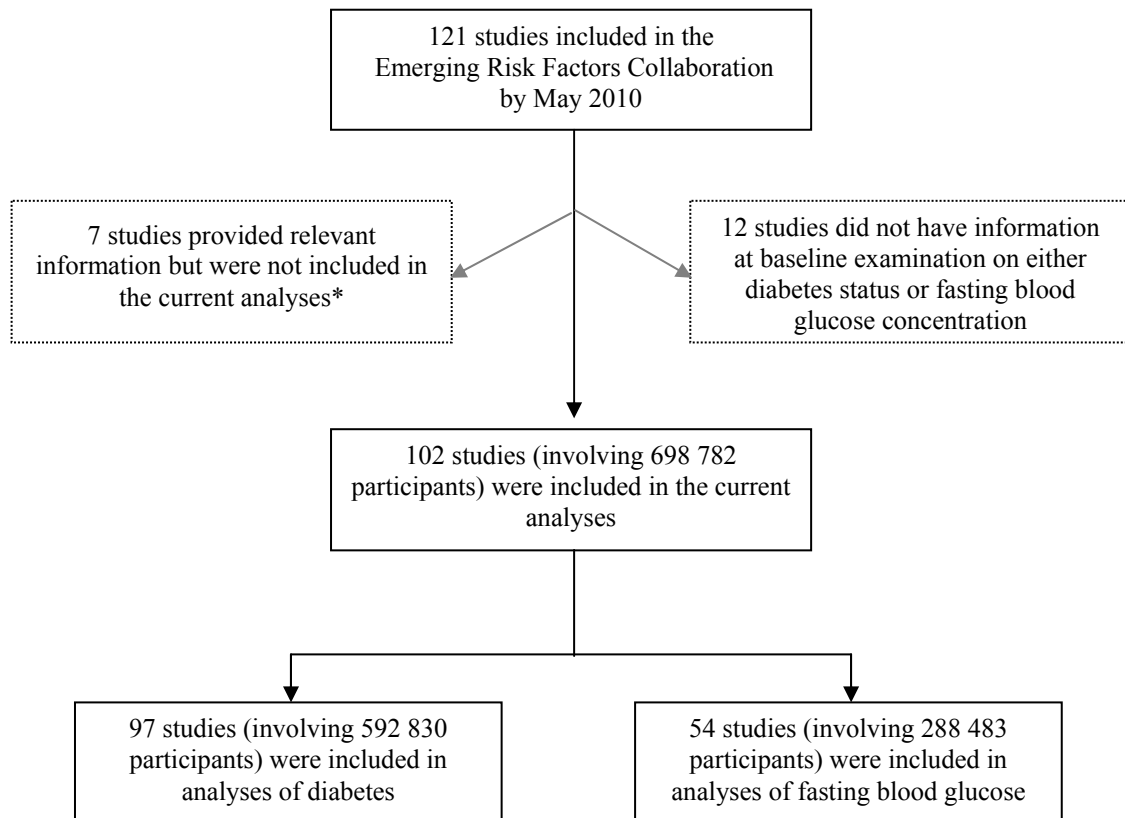 121 studies included in the
Emerging Risk Factors Collaboration
by May 2010
7 studies provided relevant
information but were not included in
the current analyses*
12 studies did not have information
at baseline examination on either
diabetes status or fasting blood
glucose concentration
102 studies (involving 698 782
participants) were included in the current
analyses
97 studies (involving 592 830
participants) were included in
analyses of diabetes
54 studies (involving 288 483
participants) were included in
analyses of fasting blood glucose